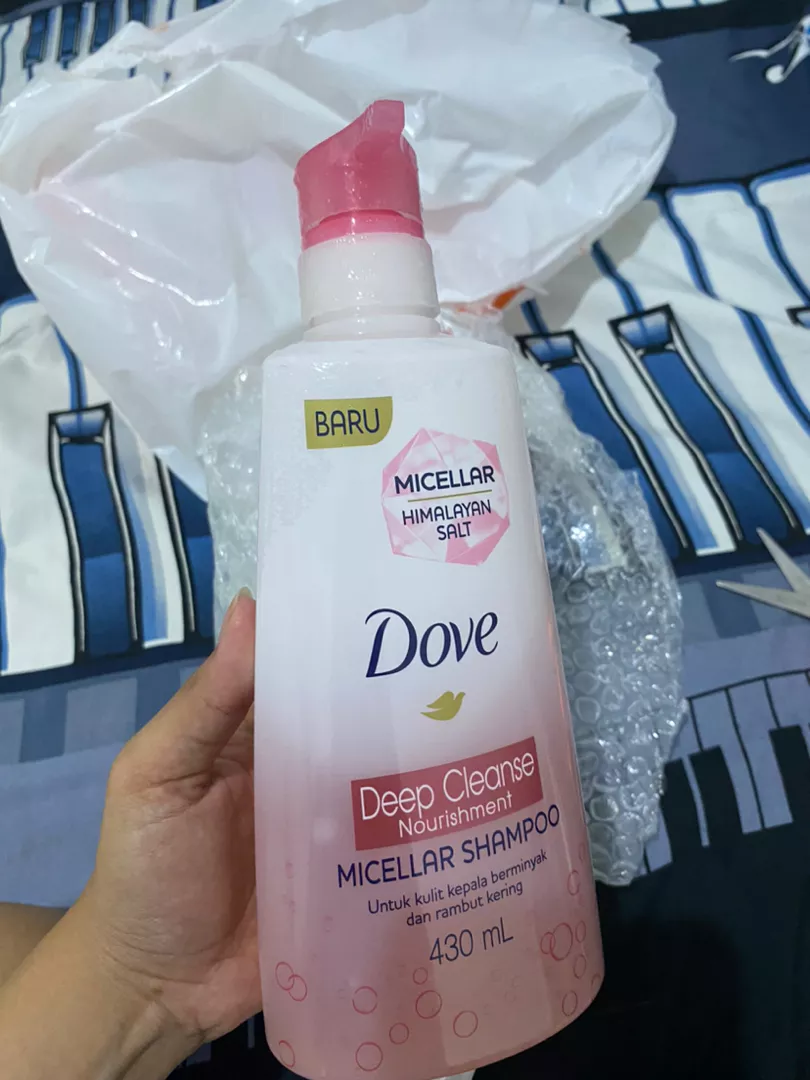 BARU
MICELLAR
HIMALAYAN
SALT
Dove
Deep Cleanse
Nourishment
MICELLAR SHAMPOO
Untuk kulit kepala berminyak
dan rambut kering
430 mL